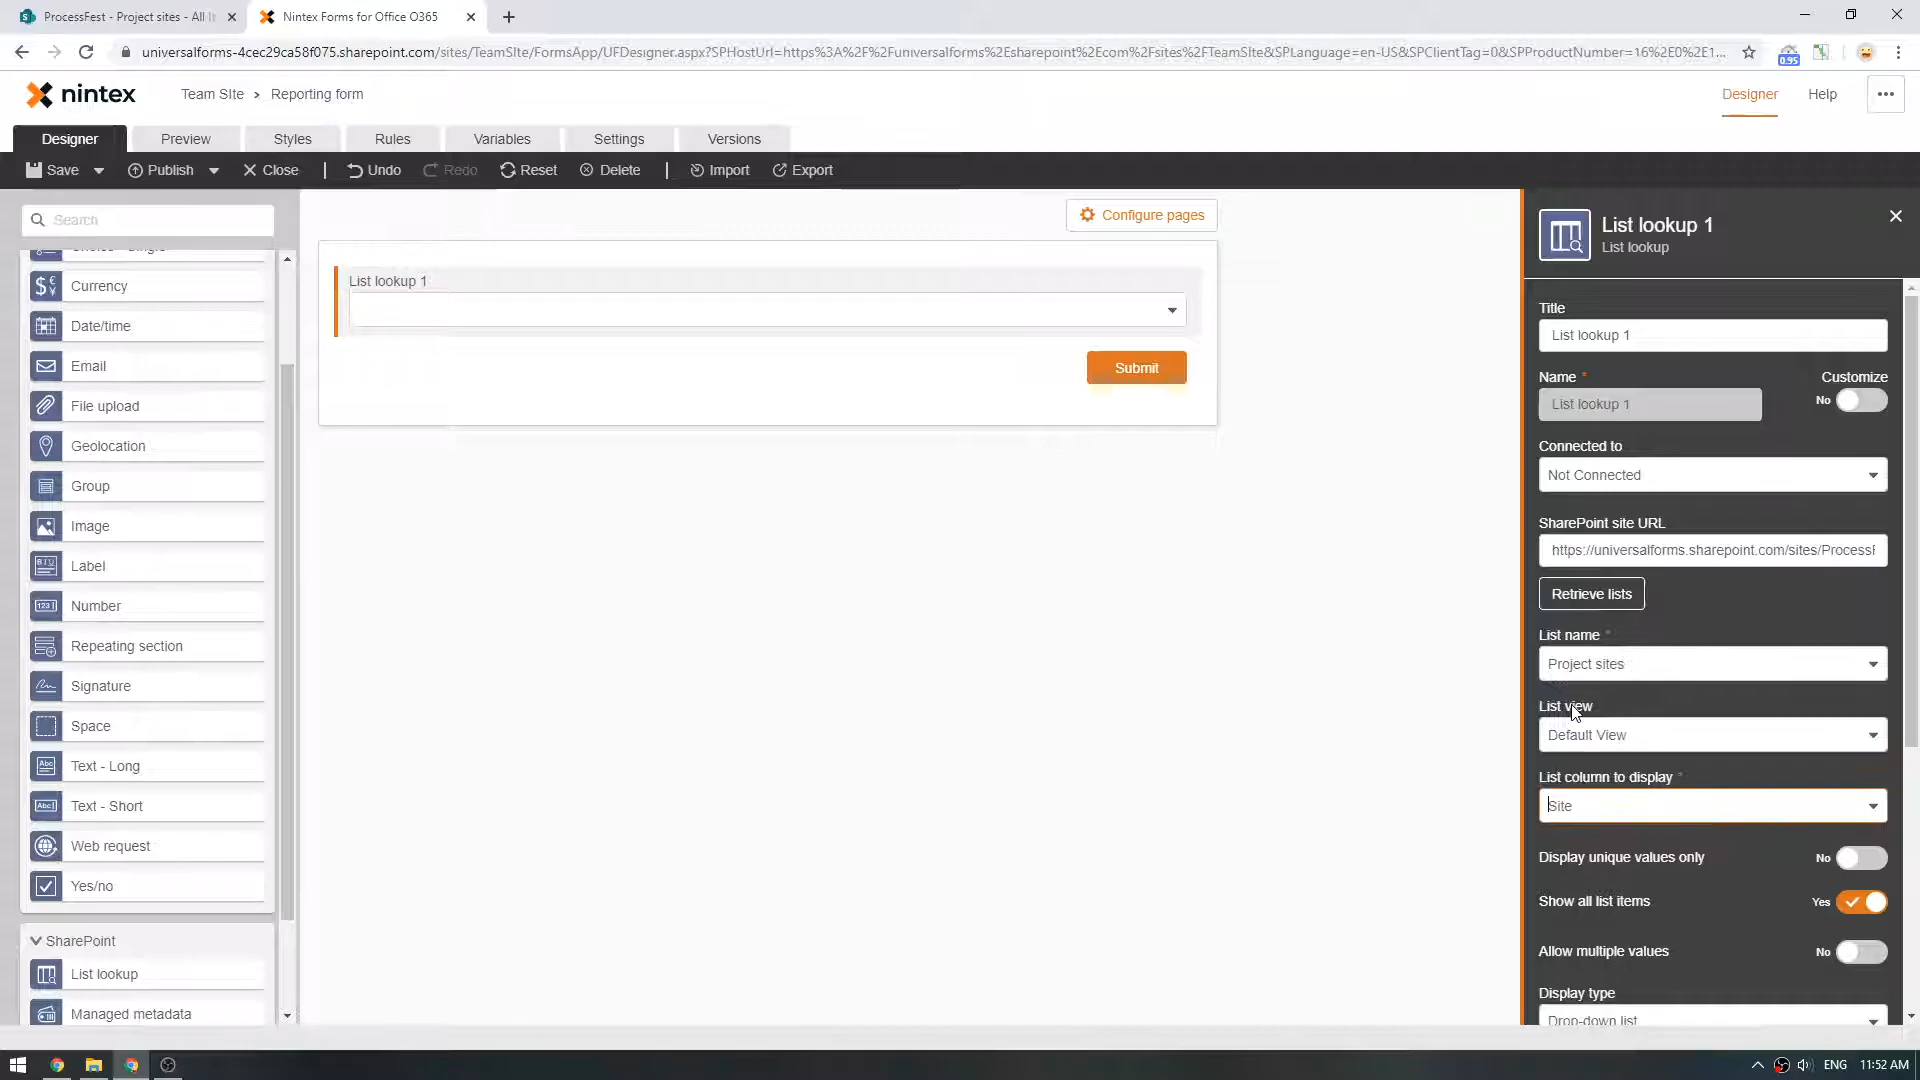 ProcessFest - Project sites - All It
Nintex Forms for Office O365
universalforms-4cec29ca58f075.sharepoint.com/sites/TeamSIte/FormsApp/UFDesigner.aspx?SPHostUrl=https%3A%2F%2Funiversalforms%2Esharepoint%2Ecom%2Fsites%2FTeamSIte&SPLanguage=en-US&SPClientTag=0&SPProductNumber=16%2E0%2E1...
0.95
nintex
Team SIte > Reporting form
Designer
Help
Designer
Preview
Styles
Rules
Variables
Settings
Versions
Save
Publish
Close
Undo
Redo
Reset
Delete
Import
Export
Search
Currency
Date/time
Email
File upload
Geolocation
Group
Image
Label
Number
Repeating section
Signature
Space
Text - Long
Text - Short
Web request
Yes/no
SharePoint
List lookup
Managed metadata
Configure pages
List lookup 1
Submit
List lookup 1
List lookup
Title
List lookup 1
Name *
Customize
List lookup 1
No
Connected to
Not Connected
SharePoint site URL
https://universalforms.sharepoint.com/sites/ProcessF
Retrieve lists
List name *
Project sites
List view
Default View
List column to display *
Site
Display unique values only
No
Show all list items
Yes
Allow multiple values
No
Display type
Drop-down list
ENG
11:52 AM